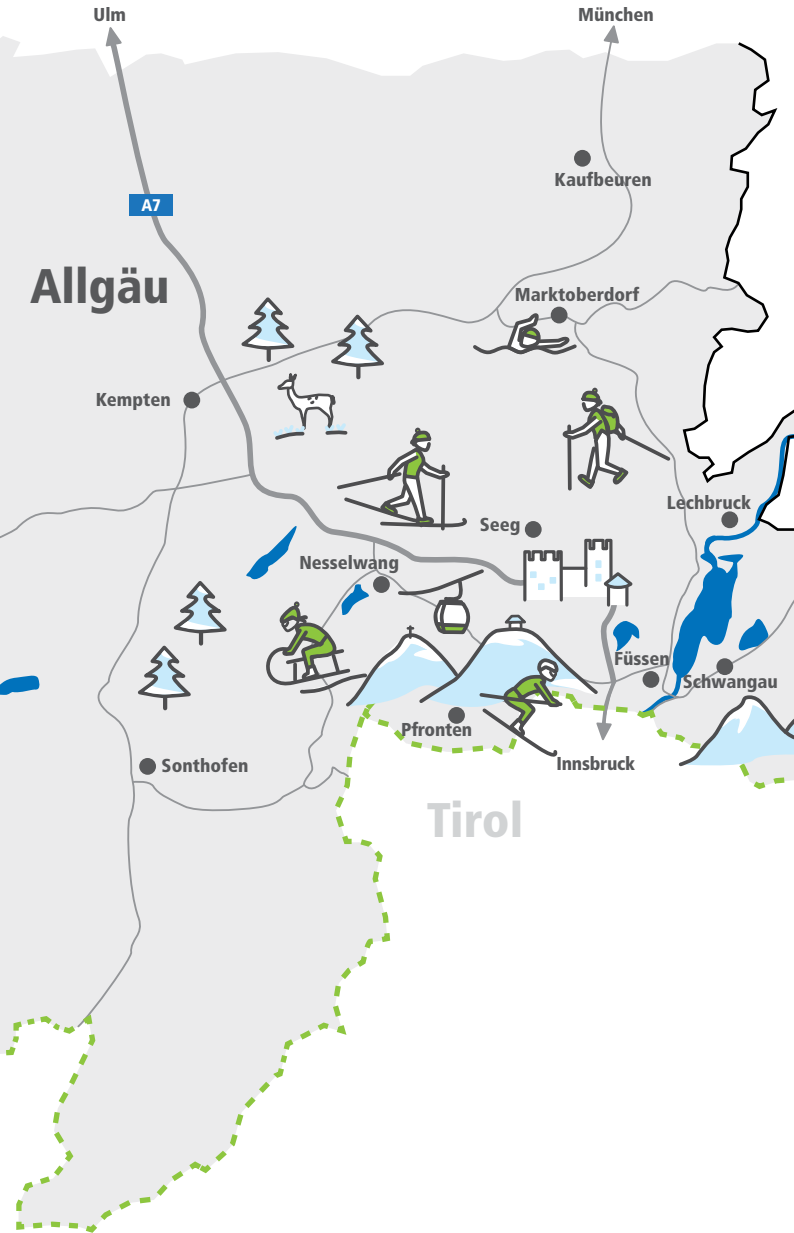 Ulm
München
Kaufbeuren
A7
Allgäu
Marktoberdorf
Kempten
Lechbruck
Seeg
Nesselwang
Füssen
Schwangau
Pfronten
Innsbruck
Sonthofen
Tirol